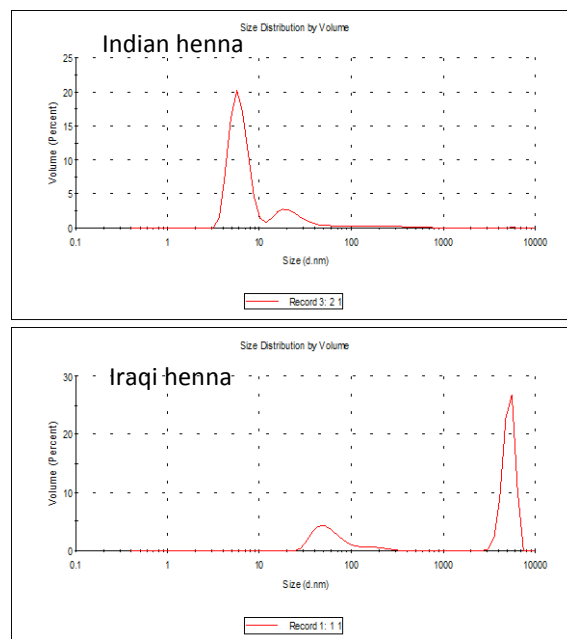 Size Distribution by Volume
Indian henna
25
20
15
10
5
0
Volume (Percent)
0.1 1 10 100 1000 10000
Size (d.nm)
Record 3: 2 1
Size Distribution by Volume
Iraqi henna
30
20
10
0
Volume (Percent)
0.1 1 10 100 1000 10000
Size (d.nm)
Record 1: 1 1